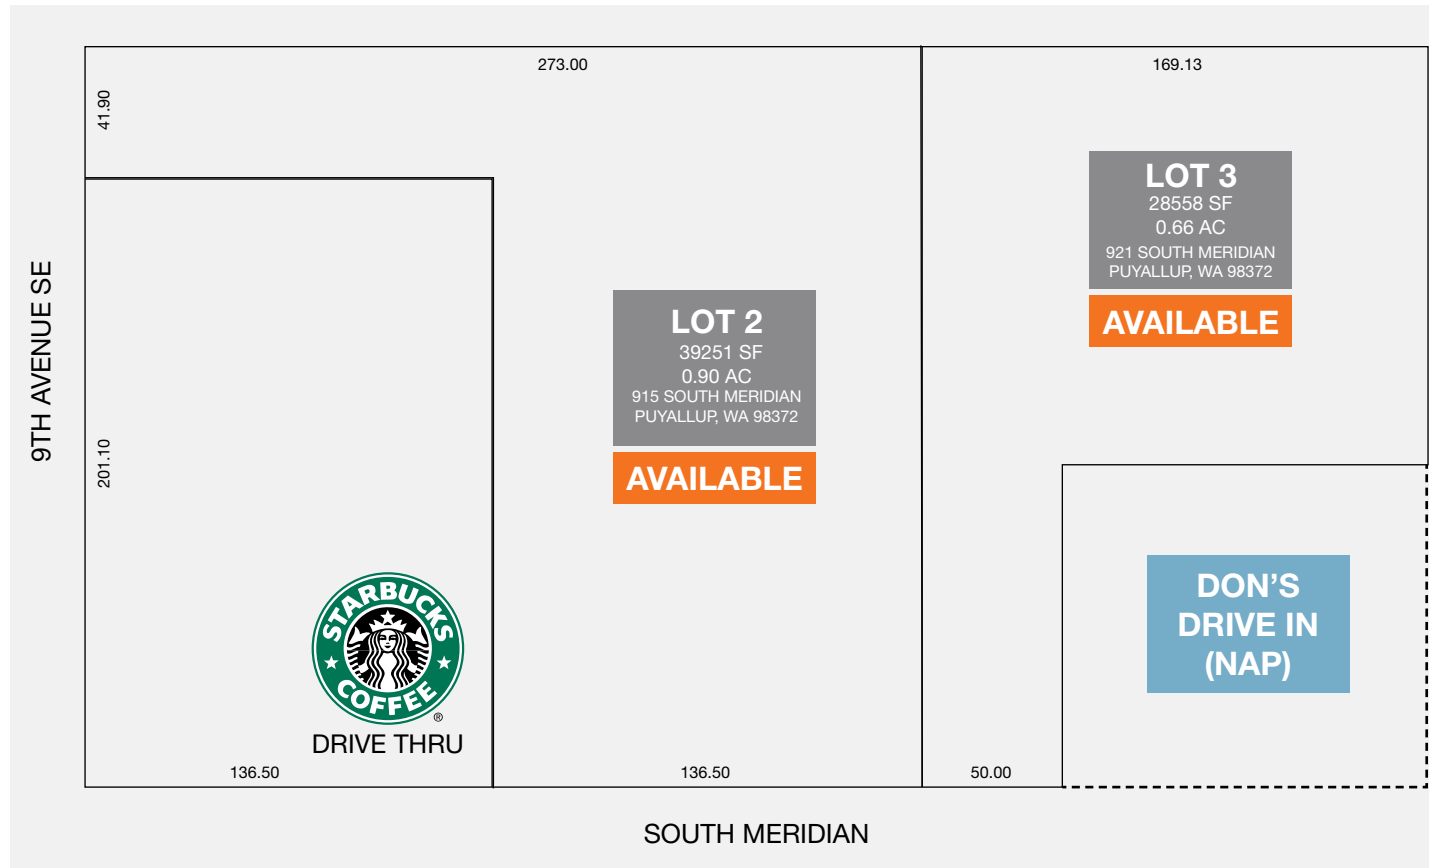 273.00
169.13
41.90
LOT 3
28558 SF
0.66 AC
921 SOUTH MERIDIAN
PUYALLUP, WA 98372
AVAILABLE
9TH AVENUE SE
LOT 2
39251 SF
0.90 AC
915 SOUTH MERIDIAN
PUYALLUP, WA 98372
AVAILABLE
201.10
STARBUCKS
COFFEE
®
DRIVE THRU
DON'S
DRIVE IN
(NAP)
136.50
136.50
50.00
SOUTH MERIDIAN